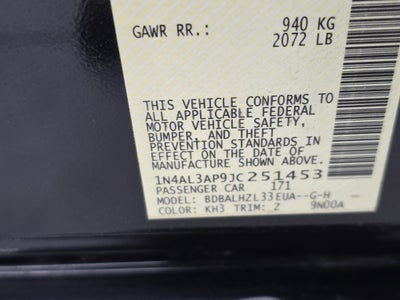 GAWR RR.: 940 KG
2072 LB
THIS VEHICLE CONFORMS TO
ALL APPLICABLE FEDERAL
MOTOR VEHICLE SAFETY,
BUMPER, AND THEFT
PREVENTION STANDARDS IN
EFFECT ON THE DATE OF
MANUFACTURE SHOWN ABOVE.
1N4AL3AP9JC251453
PASSENGER CAR 171
MODEL: BDBALHZL33EUA--G-H
COLOR: KH3 TRIM: Z 9N00A